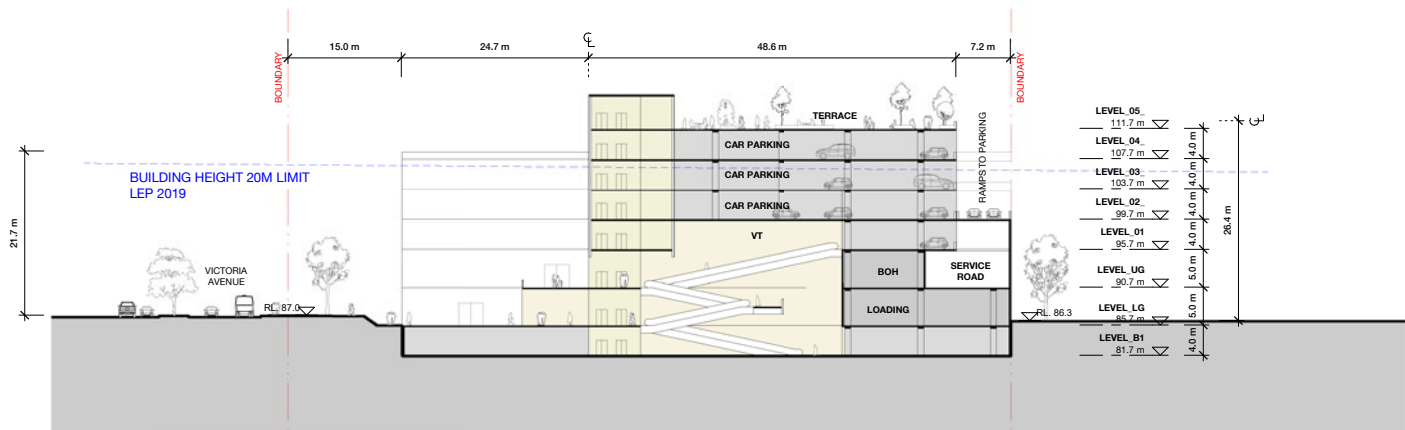 15.0 m
24.7 m
48.6 m
7.2 m
BOUNDARY
BOUNDARY
TERRACE
CAR PARKING
CAR PARKING
CAR PARKING
RAMPS TO PARKING
BUILDING HEIGHT 20M LIMIT
LEP 2019
21.7 m
VICTORIA
AVENUE
RL. 87.0
VT
BOH
SERVICE
ROAD
LOADING
RL. 86.3
LEVEL_05_
111.7 m
LEVEL_04_
107.7 m
LEVEL_03_
103.7 m
LEVEL_02_
99.7 m
LEVEL_01
95.7 m
LEVEL_UG
90.7 m
LEVEL_LG
85.7 m
LEVEL_B1
81.7 m
4.0 m
4.0 m
4.0 m
4.0 m
5.0 m
5.0 m
4.0 m
26.4 m